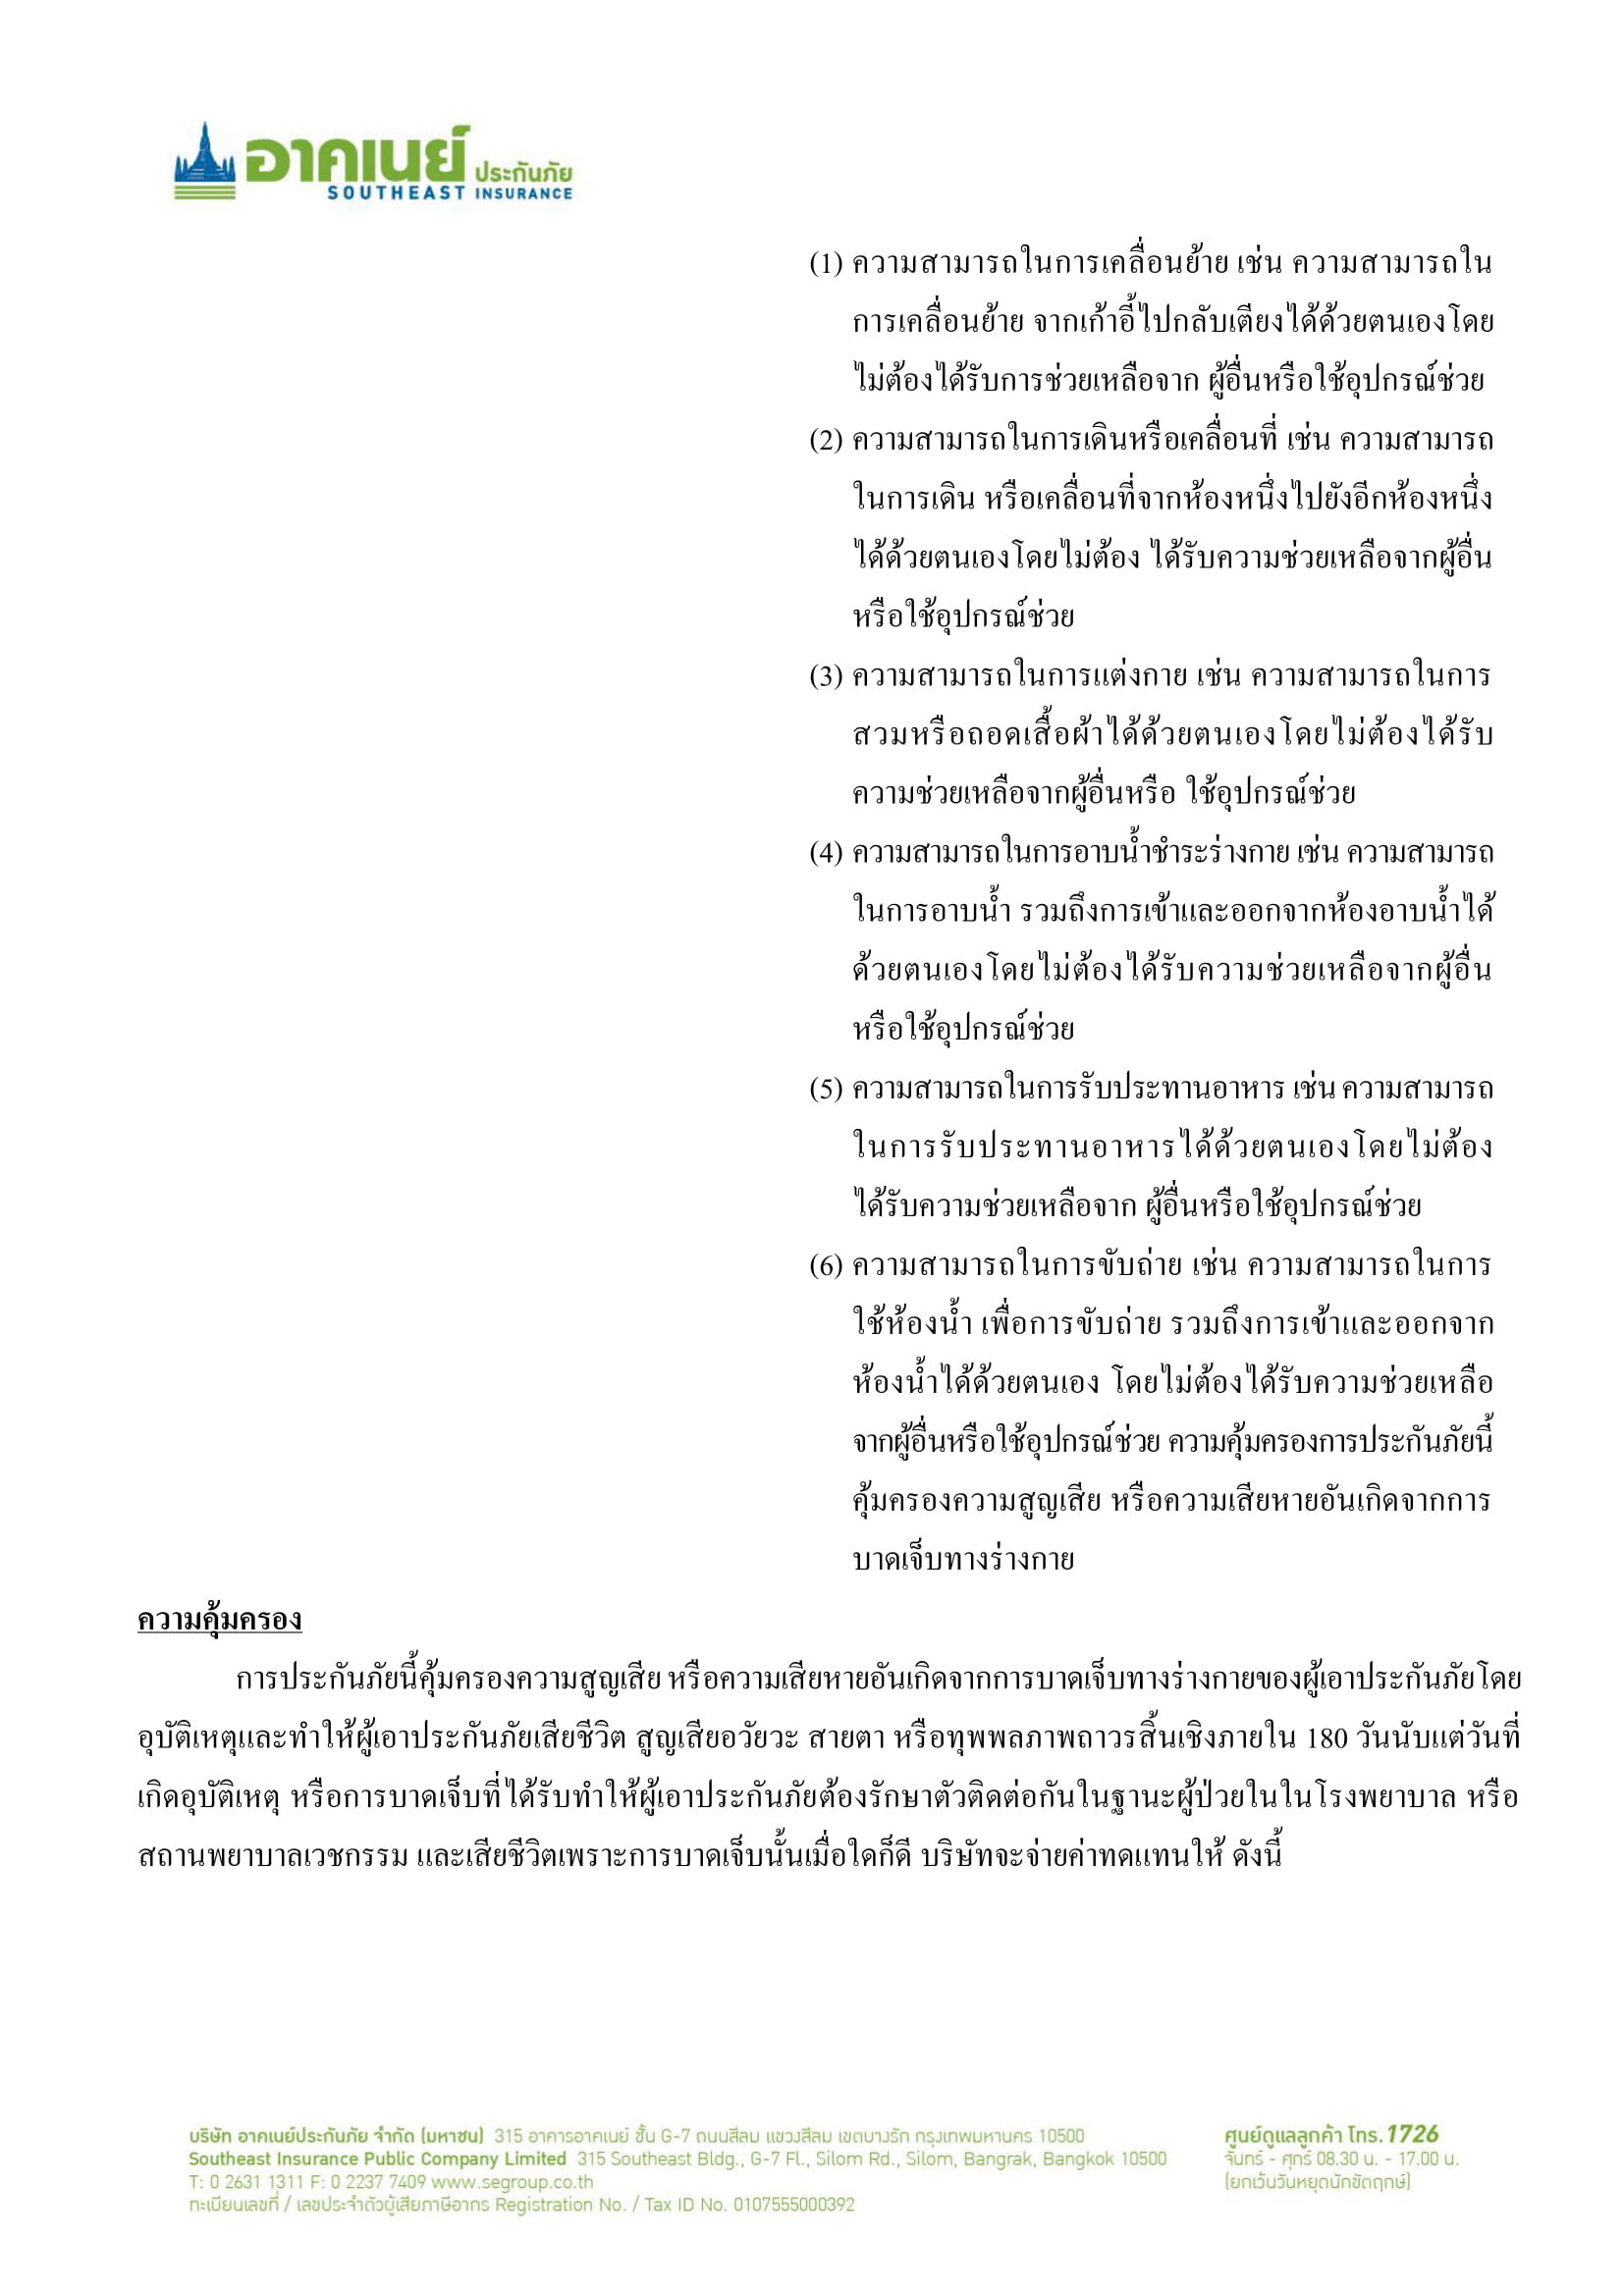 อาคเนย์ ประกันภัย
SOUTHEAST INSURANCE
(1) ความสามารถในการเคลื่อนย้าย เช่น ความสามารถใน
การเคลื่อนย้าย จากเก้าอี้ไปกลับเตียงได้ด้วยตนเองโดย
ไม่ต้องได้รับการช่วยเหลือจาก ผู้อื่นหรือใช้อุปกรณ์ช่วย
(2) ความสามารถในการเดินหรือเคลื่อนที่ เช่น ความสามารถ
ในการเดิน หรือเคลื่อนที่จากห้องหนึ่งไปยังอีกห้องหนึ่ง
ได้ด้วยตนเองโดยไม่ต้อง ได้รับความช่วยเหลือจากผู้อื่น
หรือใช้อุปกรณ์ช่วย
(3) ความสามารถในการแต่งกาย เช่น ความสามารถในการ
สวมหรือถอดเสื้อผ้าได้ด้วยตนเองโดยไม่ต้องได้รับ
ความช่วยเหลือจากผู้อื่นหรือ ใช้อุปกรณ์ช่วย
(4) ความสามารถในการอาบน้ำชำระร่างกาย เช่น ความสามารถ
ในการอาบน้ำ รวมถึงการเข้าและออกจากห้องอาบน้ำได้
ด้วยตนเองโดยไม่ต้องได้รับความช่วยเหลือจากผู้อื่น
หรือใช้อุปกรณ์ช่วย
(5) ความสามารถในการรับประทานอาหาร เช่น ความสามารถ
ในการรับประทานอาหารได้ด้วยตนเองโดยไม่ต้อง
ได้รับความช่วยเหลือจาก ผู้อื่นหรือใช้อุปกรณ์ช่วย
(6) ความสามารถในการขับถ่าย เช่น ความสามารถในการ
ใช้ห้องน้ำ เพื่อการขับถ่าย รวมถึงการเข้าและออกจาก
ห้องน้ำได้ด้วยตนเอง โดยไม่ต้องได้รับความช่วยเหลือ
จากผู้อื่นหรือใช้อุปกรณ์ช่วย ความคุ้มครองการประกันภัยนี้
คุ้มครองความสูญเสีย หรือความเสียหายอันเกิดจากการ
บาดเจ็บทางร่างกาย
ความคุ้มครอง
การประกันภัยนี้คุ้มครองความสูญเสีย หรือความเสียหายอันเกิดจากการบาดเจ็บทางร่างกายของผู้เอาประกันภัยโดย
อุบัติเหตุและทำให้ผู้เอาประกันภัยเสียชีวิต สูญเสียอวัยวะ สายตา หรือทุพพลภาพถาวรสิ้นเชิงภายใน 180 วันนับแต่วันที่
เกิดอุบัติเหตุ หรือการบาดเจ็บที่ได้รับทำให้ผู้เอาประกันภัยต้องรักษาตัวติดต่อกันในฐานะผู้ป่วยในในโรงพยาบาล หรือ
สถานพยาบาลเวชกรรม และเสียชีวิตเพราะการบาดเจ็บนั้นเมื่อใดก็ดี บริษัทจะจ่ายค่าทดแทนให้ ดังนี้
บริษัท อาคเนย์ประกันภัย จำกัด (มหาชน) 315 อาคารอาคเนย์ ชั้น G-7 ถนนสีลม แขวงสีลม เขตบางรัก กรุงเทพมหานคร 10500
Southeast Insurance Public Company Limited 315 Southeast Bldg., G-7 Fl., Silom Rd., Silom, Bangrak, Bangkok 10500
T: 0 2631 1311 F: 0 2237 7409 www.segroup.co.th
ทะเบียนเลขที่ / เลขประจำตัวผู้เสียภาษีอากร Registration No. / Tax ID No. 0107555000392
ศูนย์ดูแลลูกค้า โทร.1726
จันทร์ - ศุกร์ 08.30 น. - 17.00 น.
(ยกเว้นวันหยุดนักขัตฤกษ์)